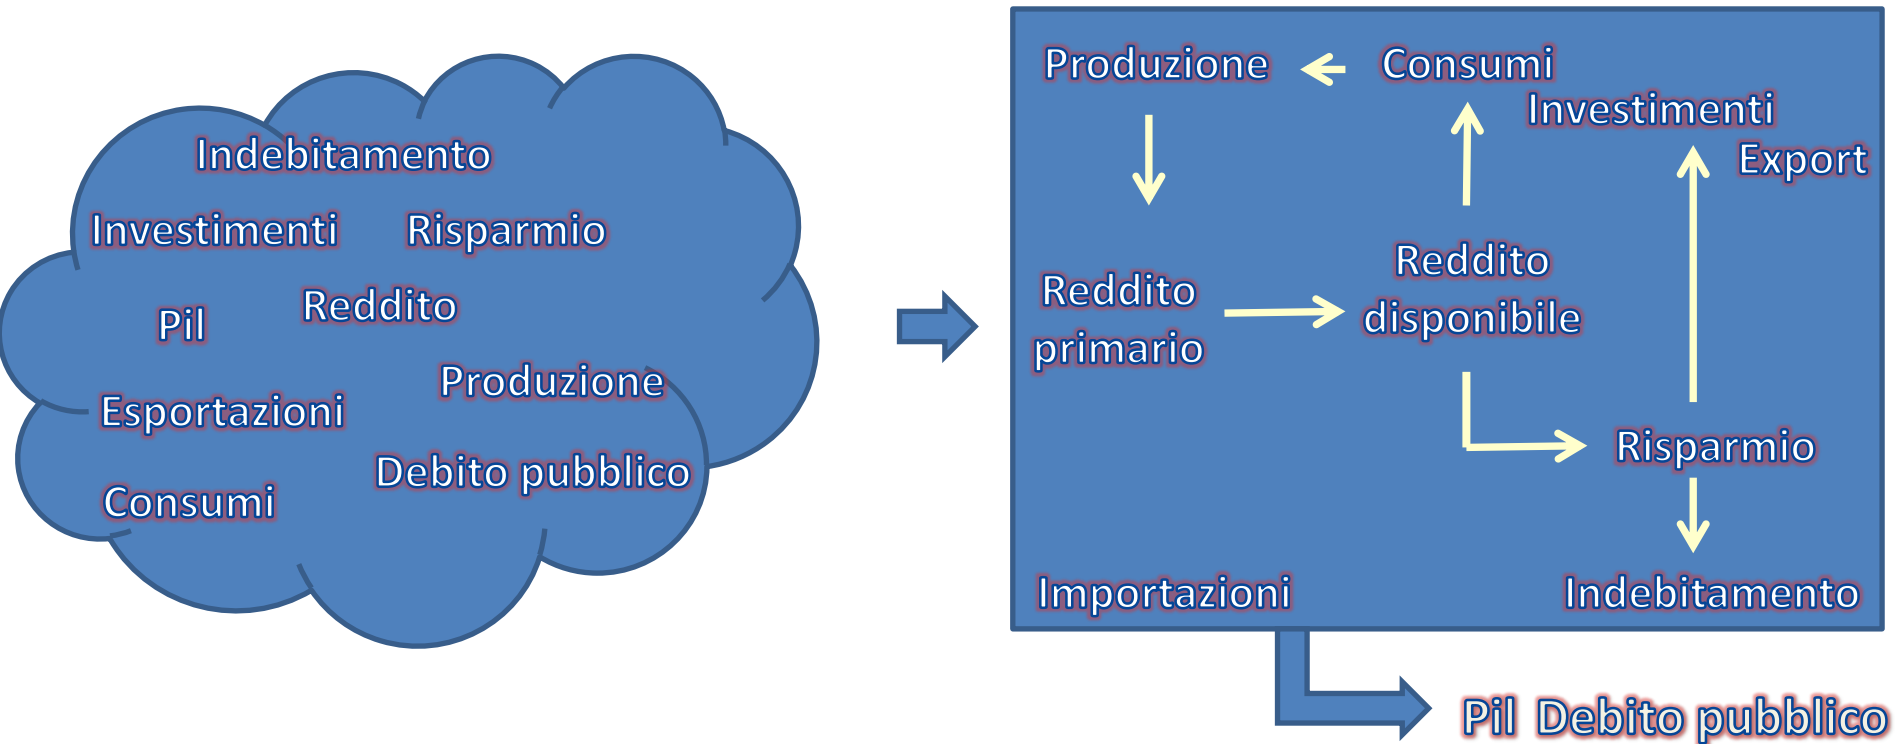 Indebitamento
Investimenti Risparmio
Pil Reddito
Produzione
Esportazioni
Debito pubblico
Consumi
Produzione Consumi
Investimenti
Export
Reddito
primario
Reddito
disponibile
Risparmio
Importazioni Indebitamento
Pil Debito pubblico